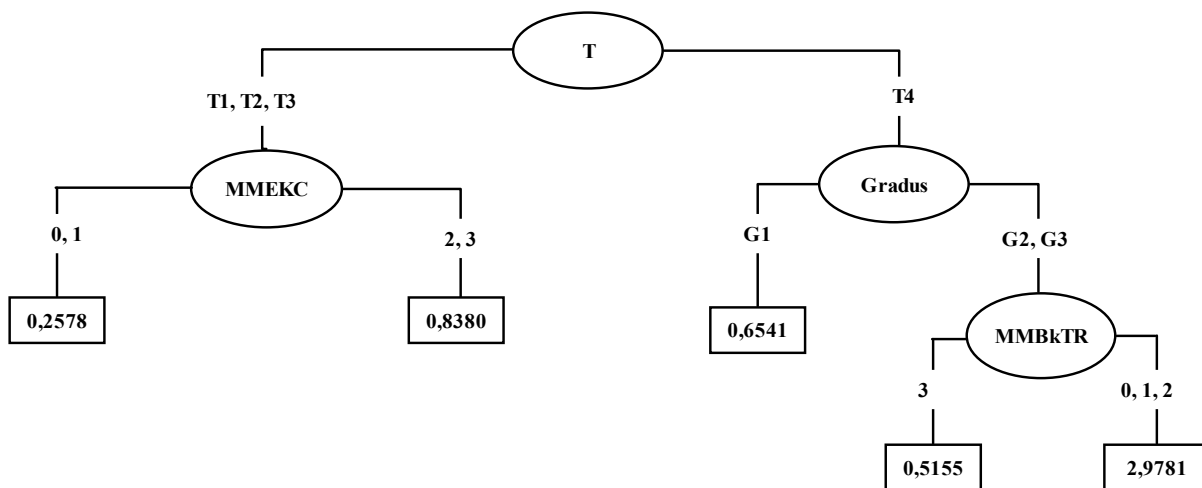 T
T1, T2, T3
T4
MMEKC
Gradus
0, 1
2, 3
G1
G2, G3
0,2578
0,8380
0,6541
MMBkTR
3
0, 1, 2
0,5155
2,9781